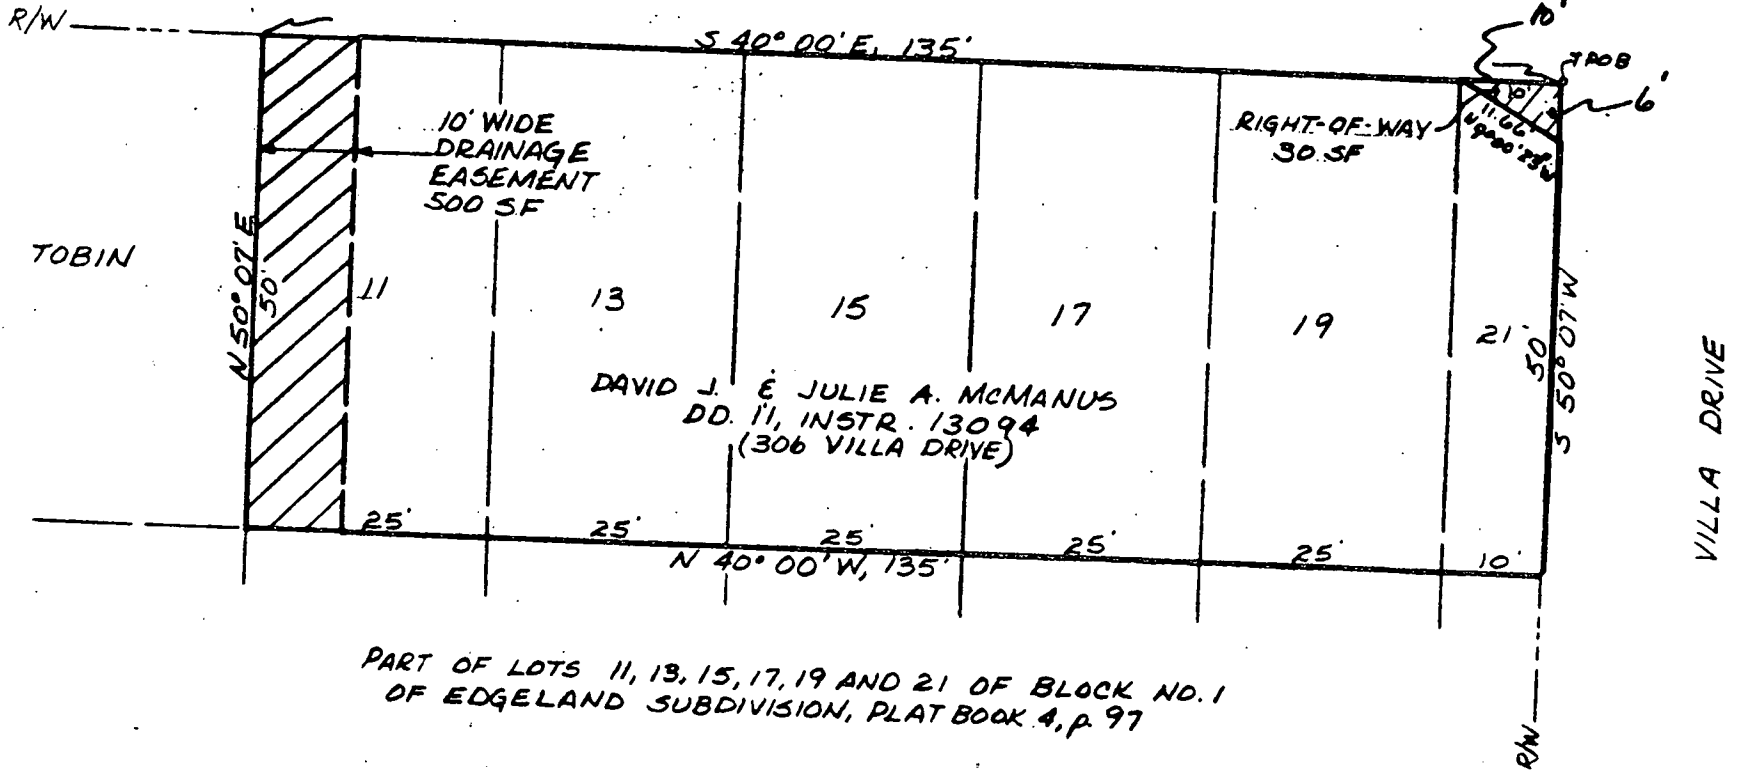 R/W
S 40° 00' E, 135'
10'
TPOB
6'
10' WIDE
DRAINAGE
EASEMENT
500 SF
RIGHT-OF-WAY
30 SF
10'
11.66
TOBIN
N 50° 07' E
50'
11
13
15
17
19
21
50'
S 50° 07' W
VILLA DRIVE
DAVID J. & JULIE A. MCMANUS
DD. 11, INSTR. 13094
(306 VILLA DRIVE)
25'
25'
25'
25'
25'
10'
N 40° 00' W, 135'
PART OF LOTS 11, 13, 15, 17, 19 AND 21 OF BLOCK NO. 1
OF EDGELAND SUBDIVISION, PLAT BOOK 4, p. 97
R/W